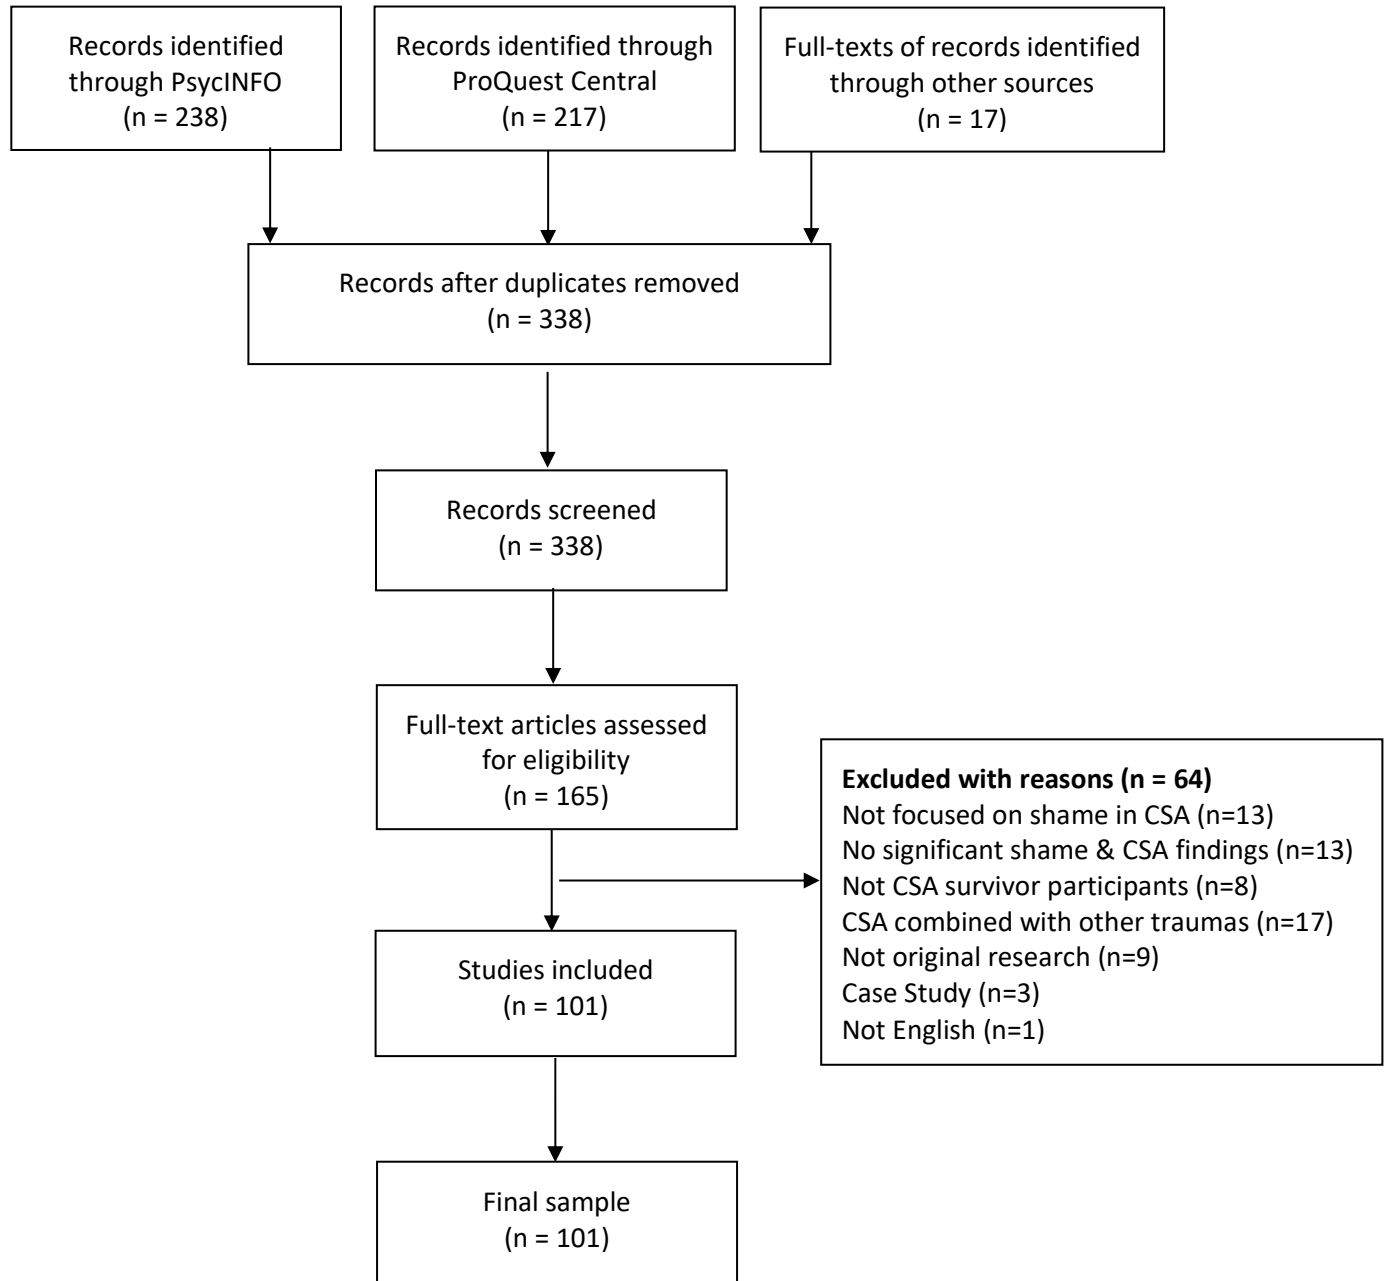 Records identified
through PsycINFO
(n = 238)
Records identified through
ProQuest Central
(n = 217)
Full-texts of records identified
through other sources
(n = 17)
Records after duplicates removed
(n = 338)
Records screened
(n = 338)
Full-text articles assessed
for eligibility
(n = 165)
Excluded with reasons (n = 64)
Not focused on shame in CSA (n=13)
No significant shame & CSA findings (n=13)
Not CSA survivor participants (n=8)
CSA combined with other traumas (n=17)
Not original research (n=9)
Case Study (n=3)
Not English (n=1)
Studies included
(n = 101)
Final sample
(n = 101)